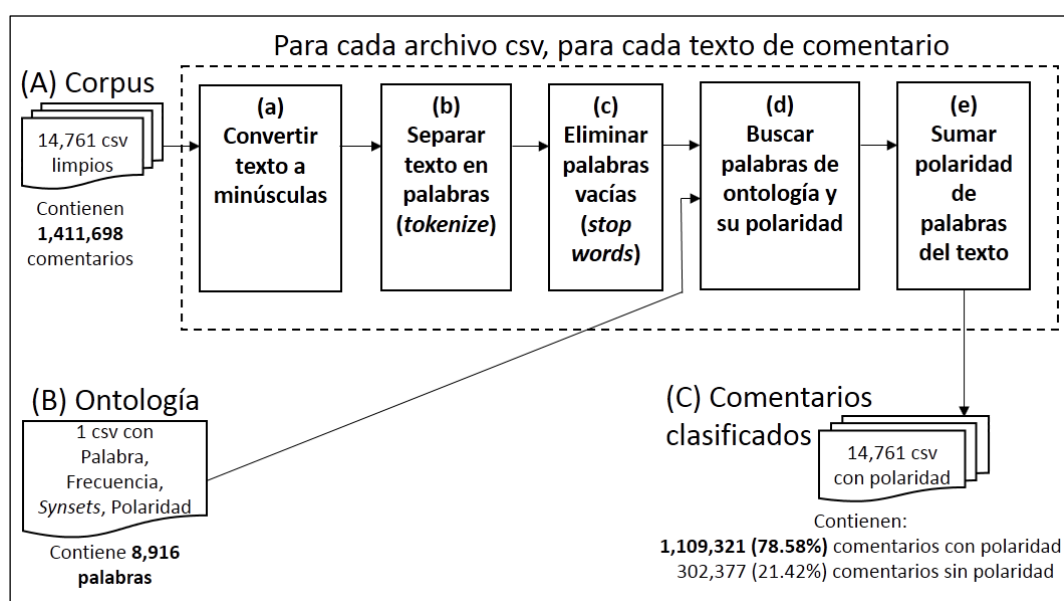 Para cada archivo csv, para cada texto de comentario
(A) Corpus
14,761 csv
limpios
Contienen
1,411,698
comentarios
(a)
Convertir
texto a
minúsculas
(b)
Separar
texto en
palabras
(tokenize)
(c)
Eliminar
palabras
vacías
(stop
words)
(d)
Buscar
palabras de
ontología y
su polaridad
(e)
Sumar
polaridad
de
palabras
del texto
(B) Ontología
1 csv con
Palabra,
Frecuencia,
Synsets, Polaridad
Contiene 8,916
palabras
(C) Comentarios
clasificados
14,761 csv
con polaridad
Contienen:
1,109,321 (78.58%) comentarios con polaridad
302,377 (21.42%) comentarios sin polaridad